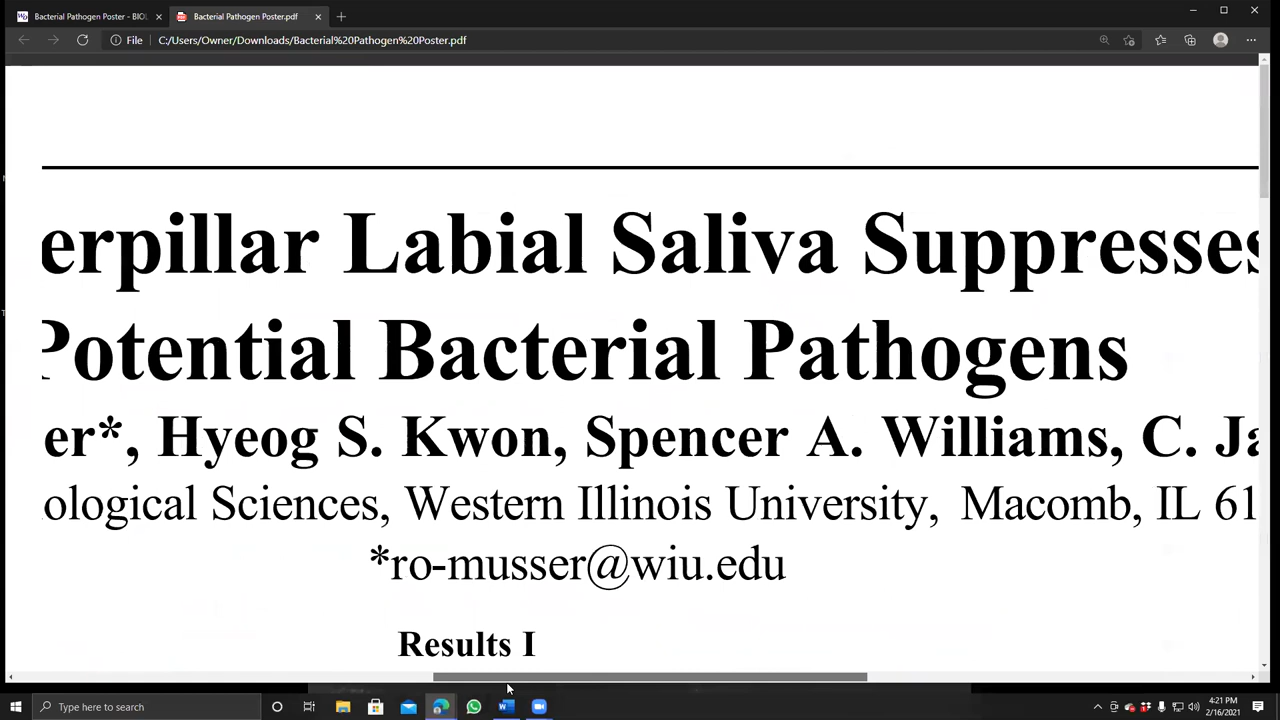 Bacterial Pathogen Poster - BIOL
Bacterial Pathogen Poster.pdf
File
C:/Users/Owner/Downloads/Bacterial%20Pathogen%20Poster.pdf
erpillar Labial Saliva Suppresses
Potential Bacterial Pathogens
er*, Hyeog S. Kwon, Spencer A. Williams, C. Ja
ological Sciences, Western Illinois University, Macomb, IL 61
*ro-musser@wiu.edu
Results I
Type here to search
4:21 PM
2/16/2021